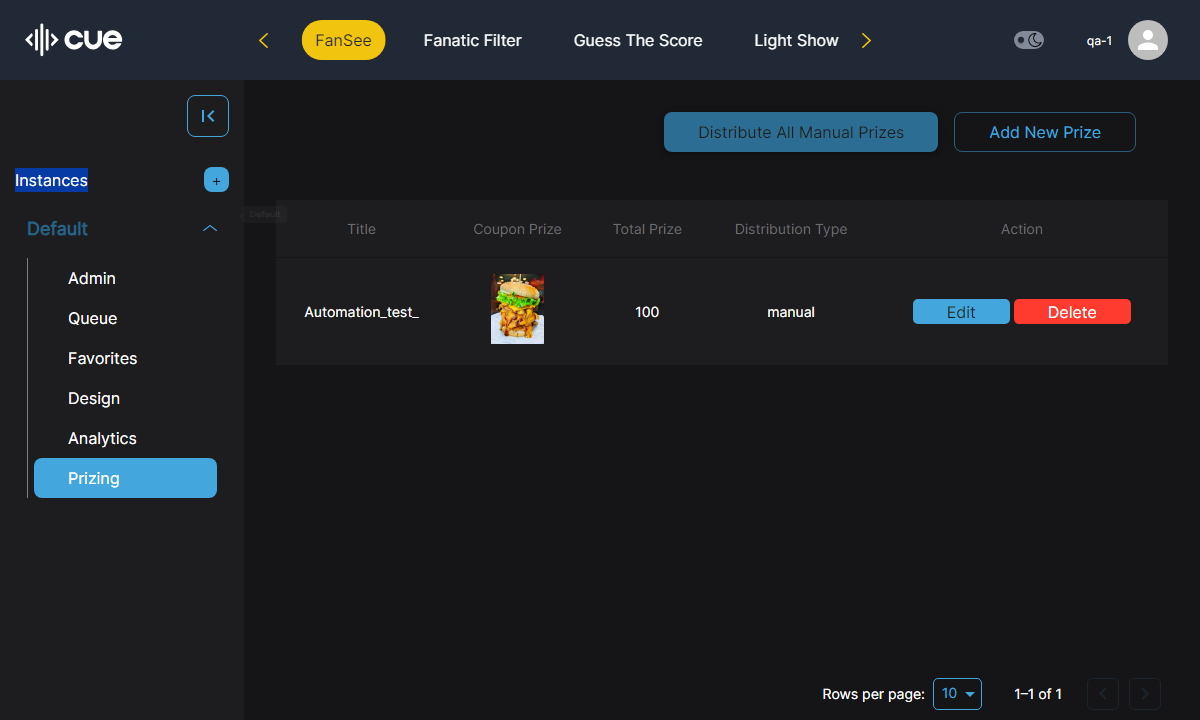 cue
FanSee
Fanatic Filter
Guess The Score
Light Show
qa-1
Distribute All Manual Prizes
Add New Prize
Instances
+
Default
Default
Admin
Queue
Favorites
Design
Analytics
Prizing
Title Coupon Prize Total Prize Distribution Type Action
Automation_test_ 100 manual Edit Delete
Rows per page: 10 1–1 of 1